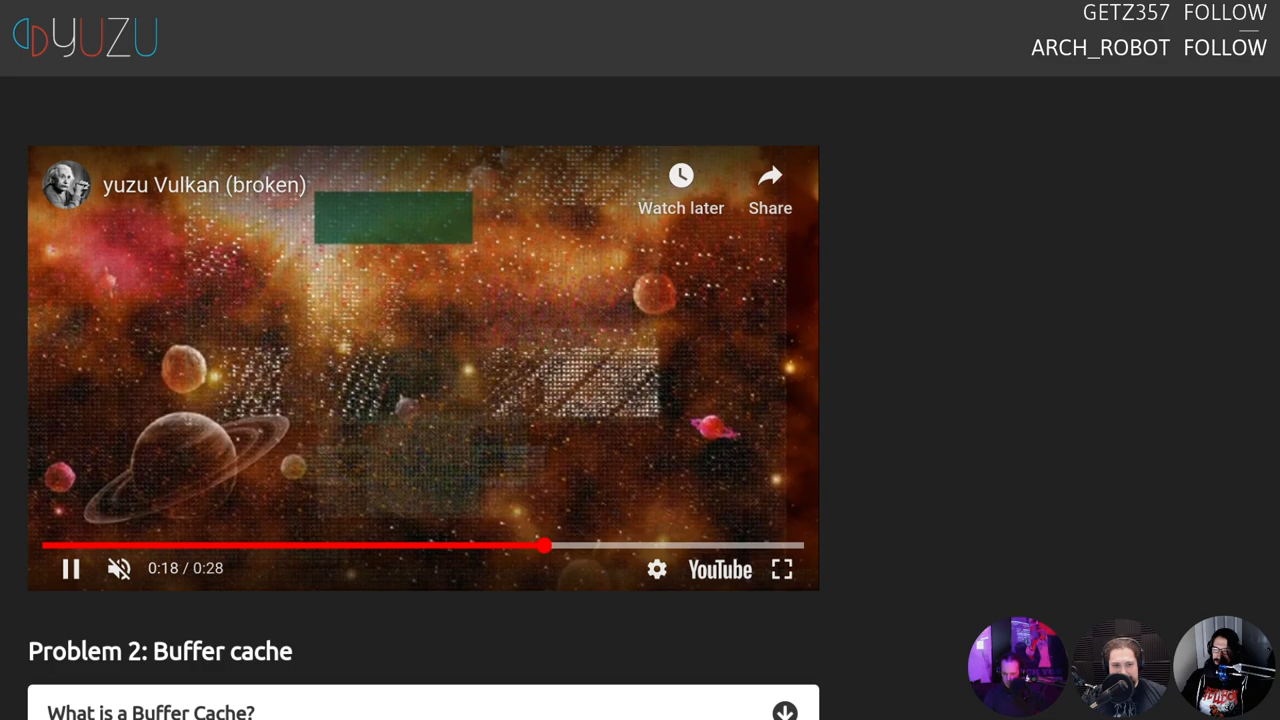 YUZU
GETZ357 FOLLOW
ARCH_ROBOT FOLLOW
yuzu Vulkan (broken)
Watch later
Share
0:18 / 0:28
YouTube
Problem 2: Buffer cache
What is a Buffer Cache?